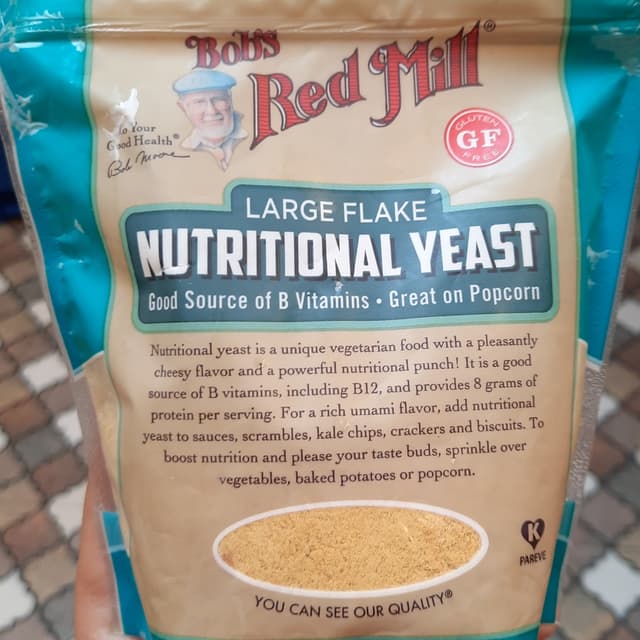 Bob's
Red Mill®
To Your
Good Health®
Bob Moore
GLUTEN
GF
FREE
LARGE FLAKE
NUTRITIONAL YEAST
Good Source of B Vitamins • Great on Popcorn
Nutritional yeast is a unique vegetarian food with a pleasantly
cheesy flavor and a powerful nutritional punch! It is a good
source of B vitamins, including B12, and provides 8 grams of
protein per serving. For a rich umami flavor, add nutritional
yeast to sauces, scrambles, kale chips, crackers and biscuits. To
boost nutrition and please your taste buds, sprinkle over
vegetables, baked potatoes or popcorn.
K
PAREVE
YOU CAN SEE OUR QUALITY®